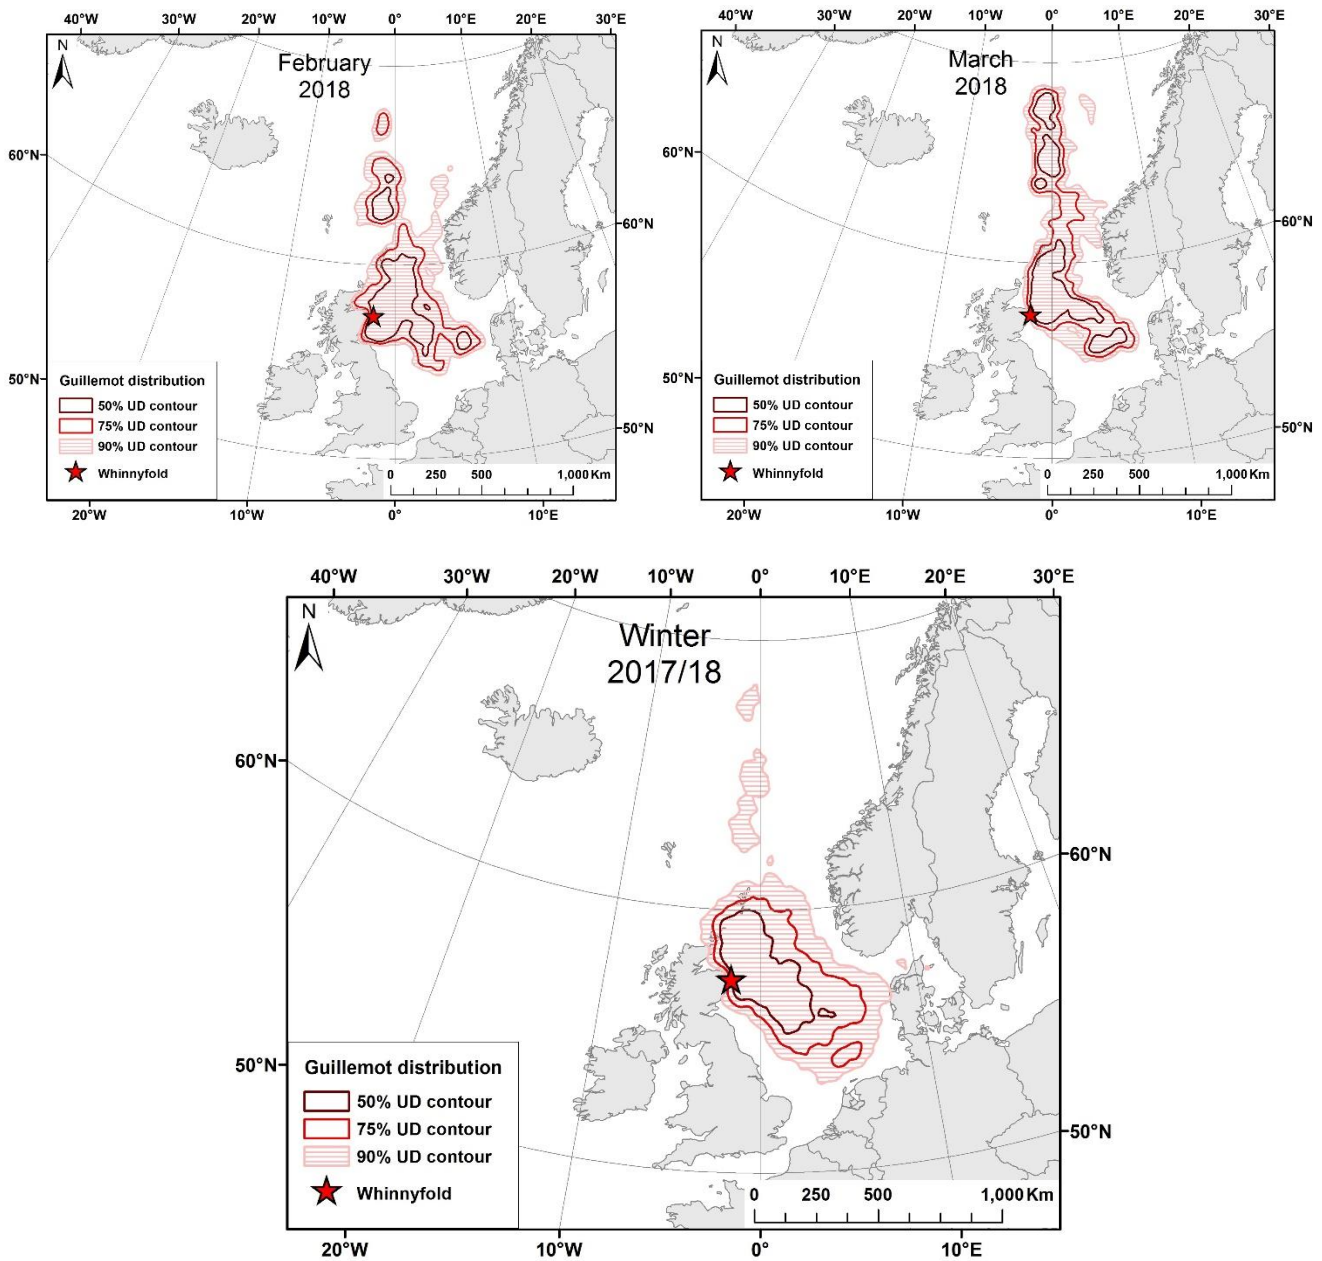 40°W 30°W 20°W 10°W 0° 10°E 20°E 30°E
N
February
2018
60°N
60°N
50°N
50°N
Guillemot distribution
50% UD contour
75% UD contour
90% UD contour
Whinnyfold
0 250 500 1,000 Km
20°W 10°W 0° 10°E
40°W 30°W 20°W 10°W 0° 10°E 20°E 30°E
N
March
2018
60°N
60°N
50°N
50°N
Guillemot distribution
50% UD contour
75% UD contour
90% UD contour
Whinnyfold
0 250 500 1,000 Km
20°W 10°W 0° 10°E
40°W 30°W 20°W 10°W 0° 10°E 20°E 30°E
N
Winter
2017/18
60°N
60°N
50°N
50°N
Guillemot distribution
50% UD contour
75% UD contour
90% UD contour
Whinnyfold
0 250 500 1,000 Km
20°W 10°W 0° 10°E